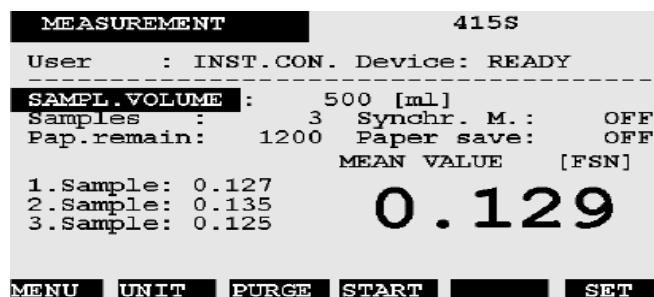 MEASUREMENT 415S
User : INST.CON. Device: READY
SAMPL.VOLUME : 500 [ml]
Samples : 3 Synchr. M.: OFF
Pap.remain: 1200 Paper save: OFF
MEAN VALUE [FSN]
1.Sample: 0.127
2.Sample: 0.135
3.Sample: 0.125
0.129
MENU UNIT PURGE START SET